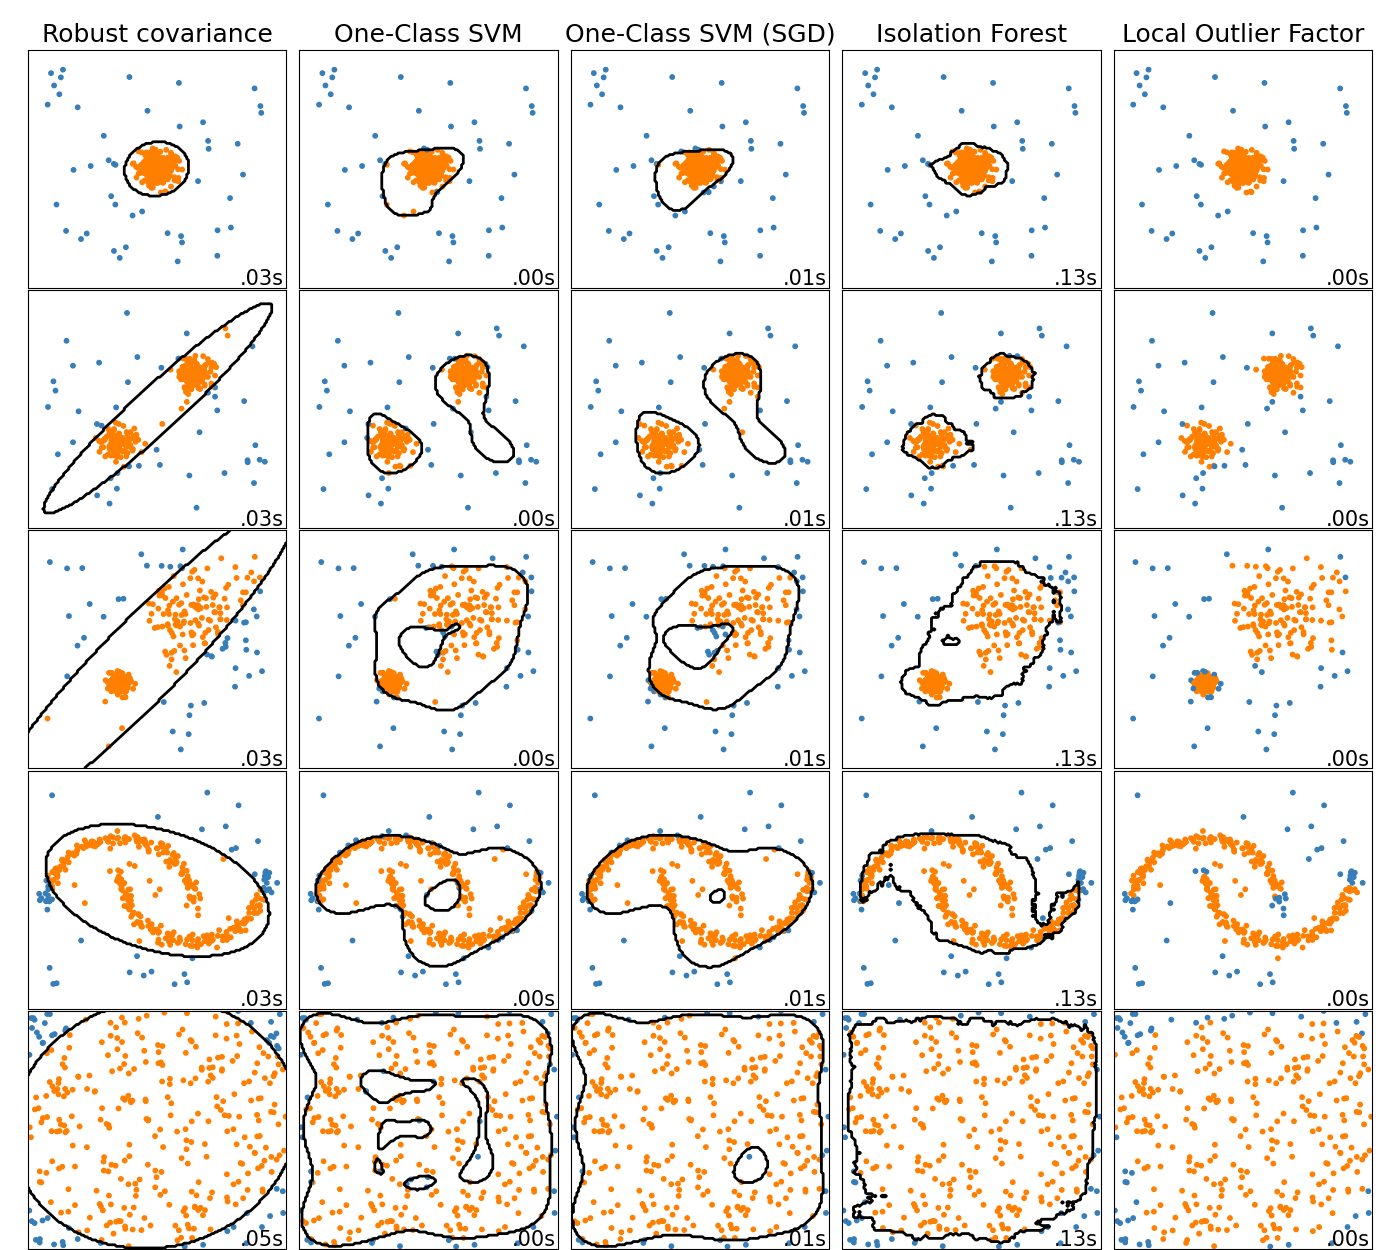 Robust covariance One-Class SVM One-Class SVM (SGD) Isolation Forest Local Outlier Factor
.03s .00s .01s .13s .00s
.03s .00s .01s .13s .00s
.03s .00s .01s .13s .00s
.03s .00s .01s .13s .00s
.05s .00s .01s .13s .00s